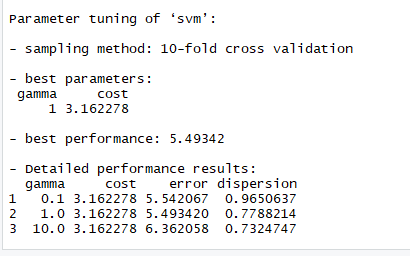 Parameter tuning of ‘svm’:
- sampling method: 10-fold cross validation
- best parameters:
gamma cost
1 3.162278
- best performance: 5.49342
- Detailed performance results:
gamma cost error dispersion
1 0.1 3.162278 5.542067 0.9650637
2 1.0 3.162278 5.493420 0.7788214
3 10.0 3.162278 6.362058 0.7324747